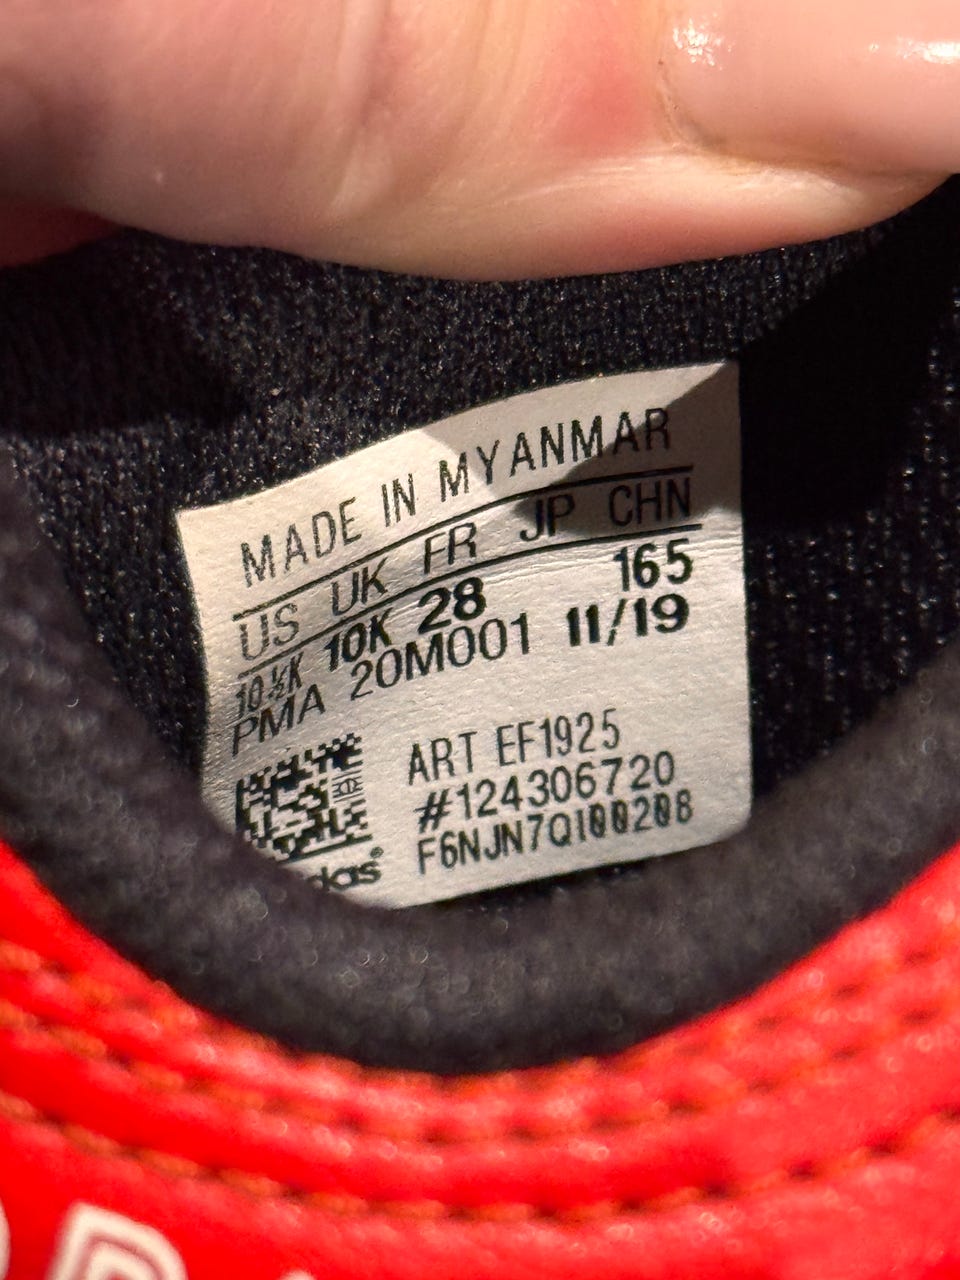 MADE IN MYANMAR
US UK FR JP CHN
10½K 10K 28 165
PMA 20M001 11/19
ART EF1925
#124306720
F6NJN7Q100208